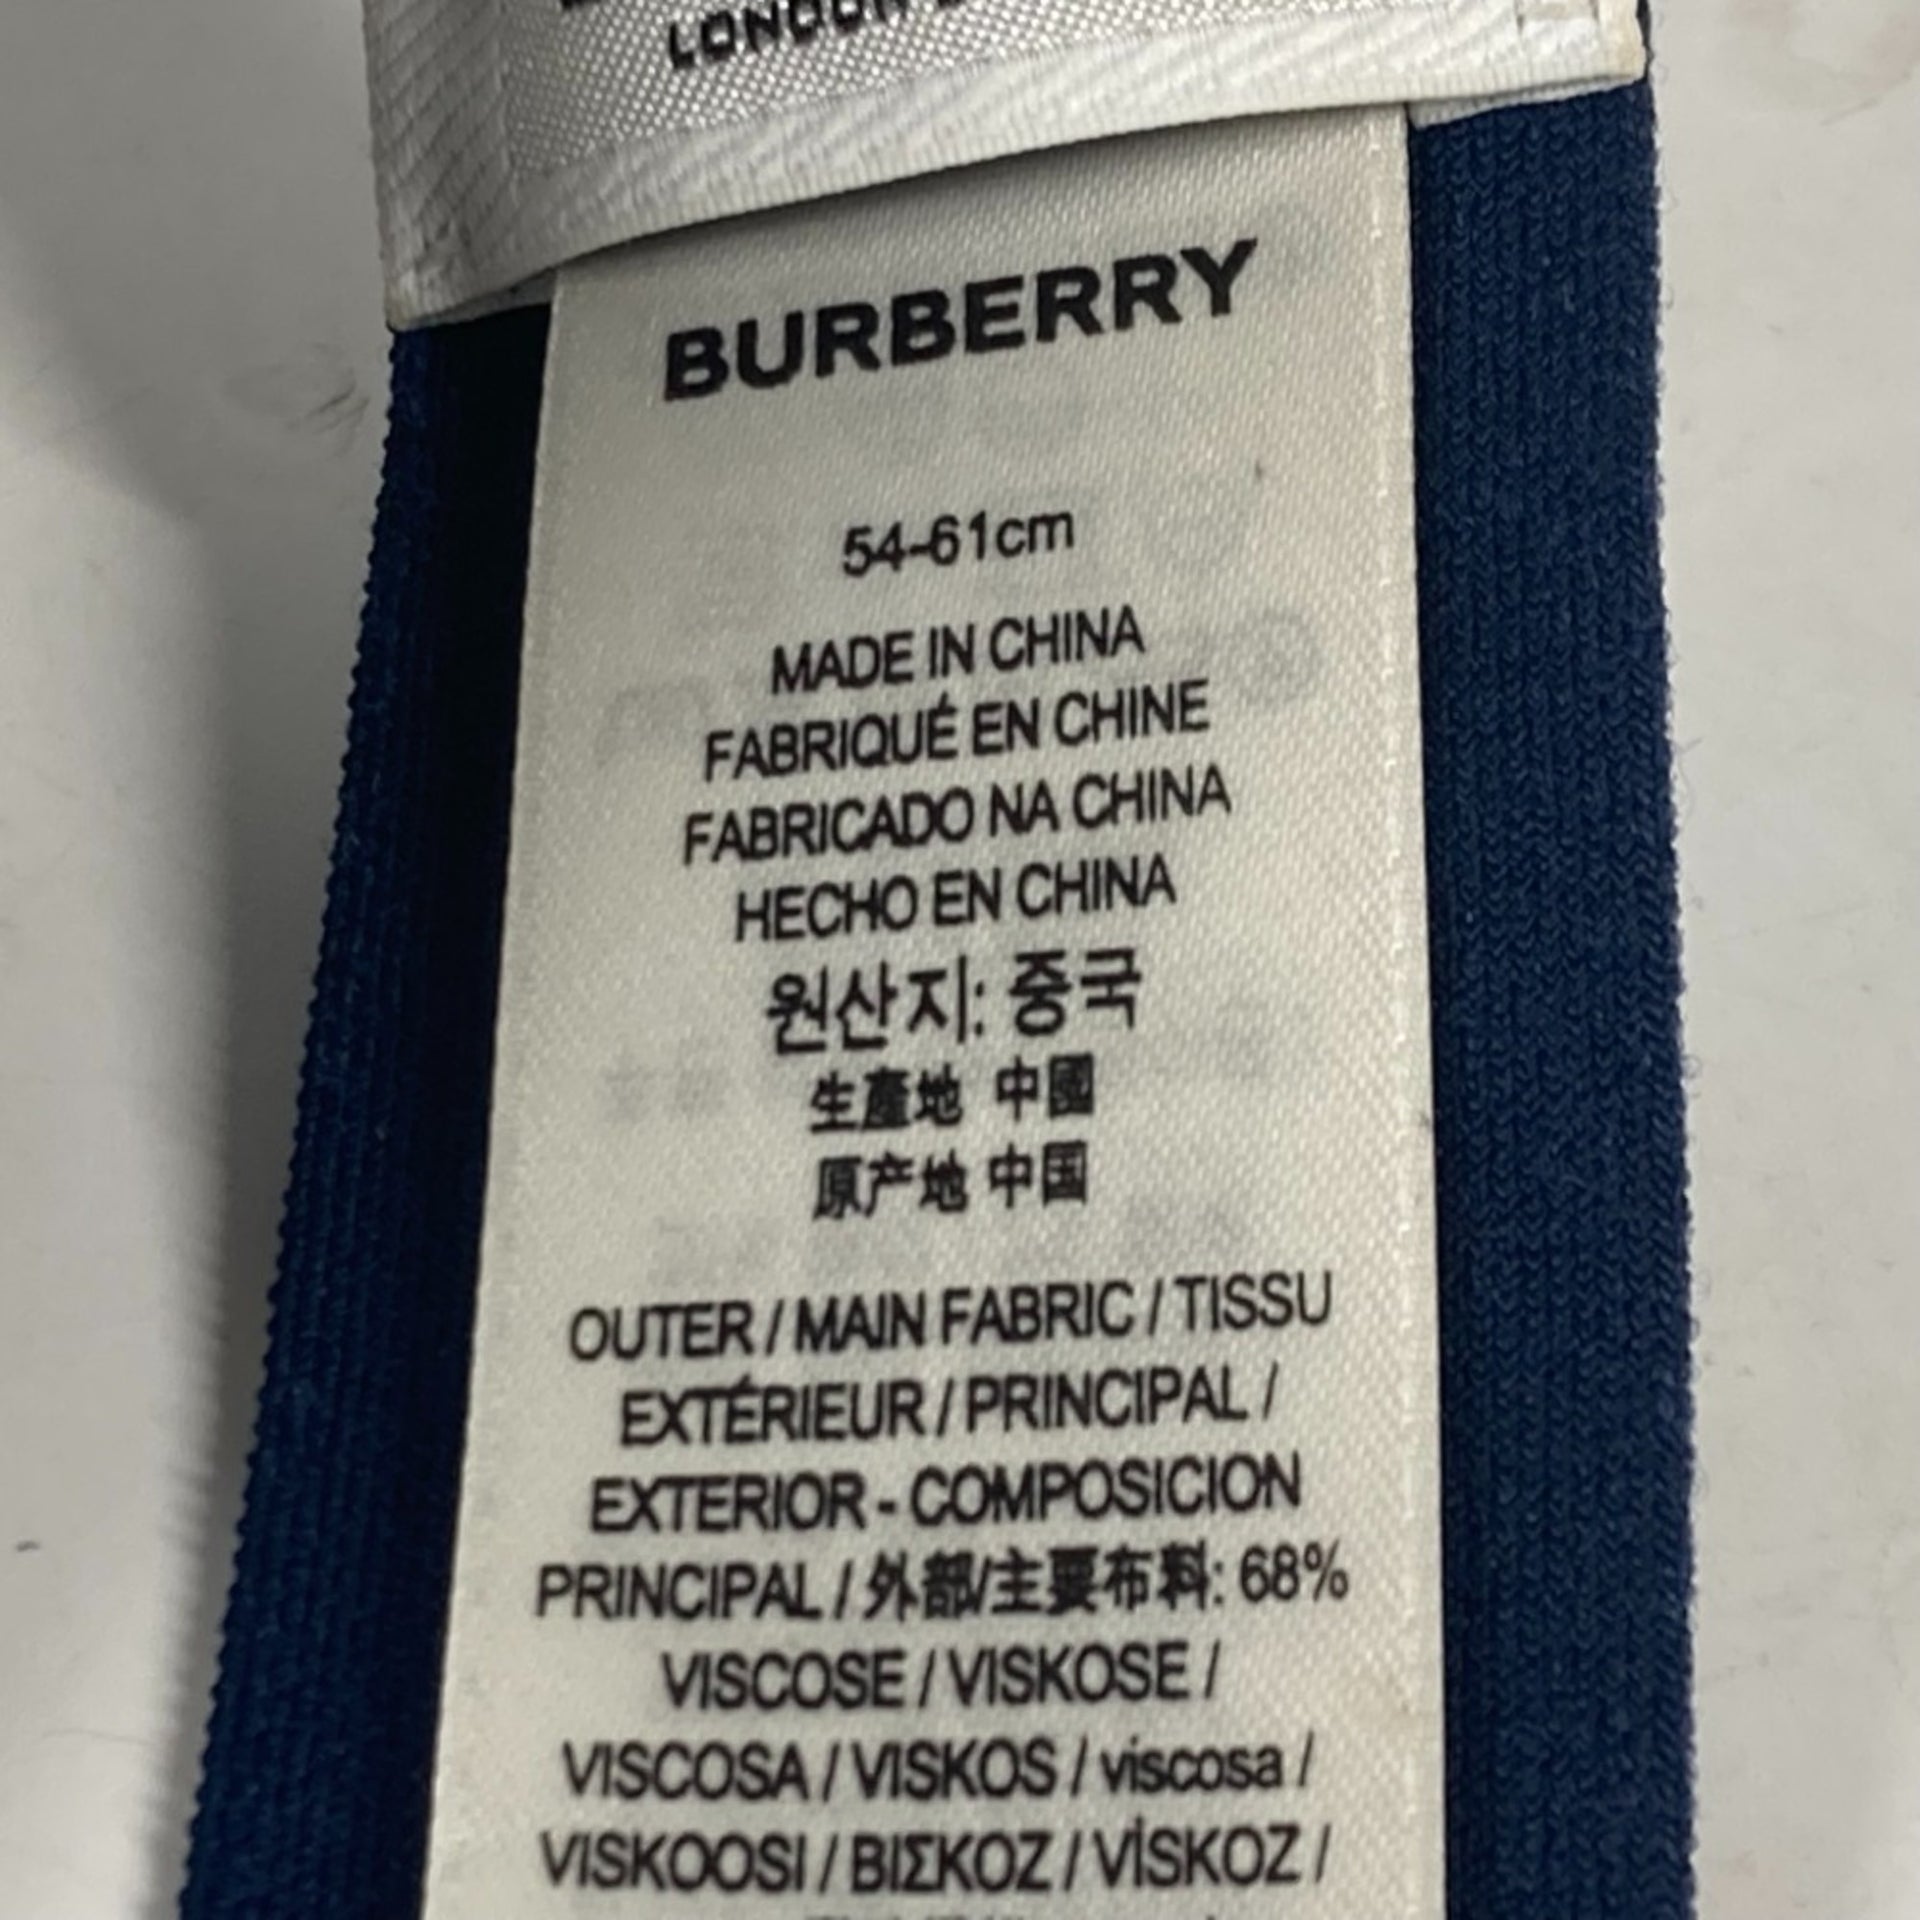 BURBERRY
54-61cm
MADE IN CHINA
FABRIQUÉ EN CHINE
FABRICADO NA CHINA
HECHO EN CHINA
원산지: 중국
生產地 中國
原产地 中国
OUTER / MAIN FABRIC / TISSU
EXTÉRIEUR / PRINCIPAL /
EXTERIOR - COMPOSICION
PRINCIPAL / 外部/主要布料: 68%
VISCOSE / VISKOSE /
VISCOSA / VISKOS / viscosa /
VISKOOSI / ΒΙΣΚΟΖ / VİSKOZ /